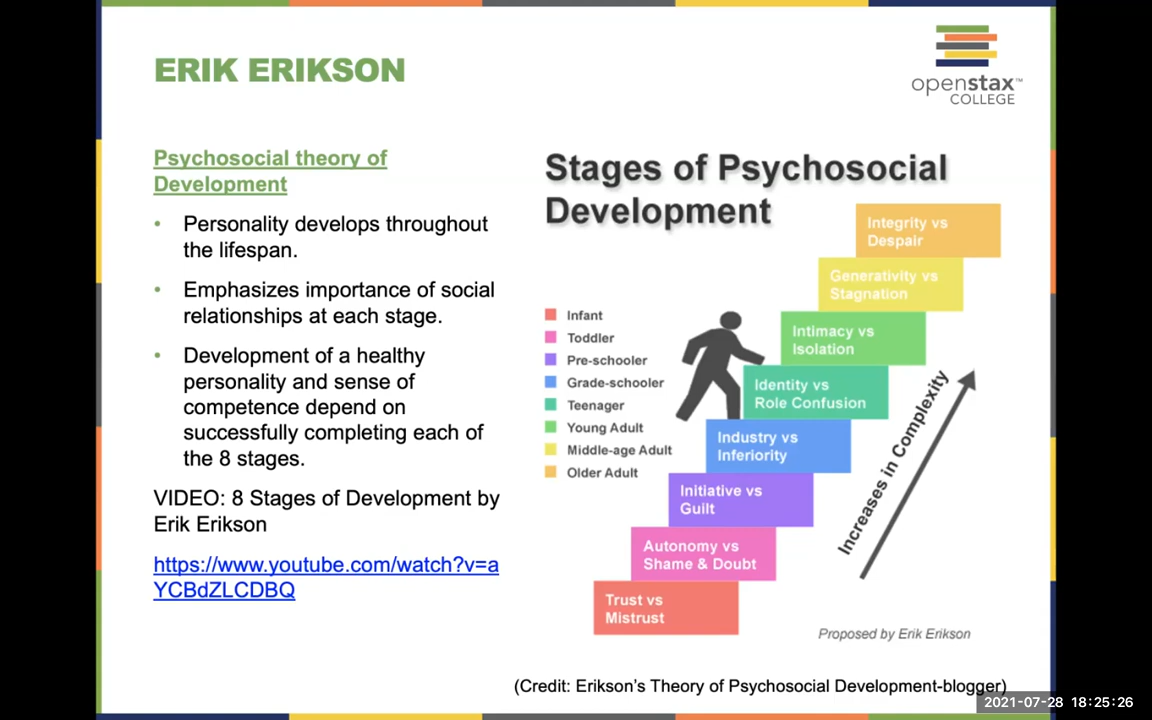 ERIK ERIKSON
openstax™
COLLEGE
Psychosocial theory of
Development
• Personality develops throughout
the lifespan.
• Emphasizes importance of social
relationships at each stage.
• Development of a healthy
personality and sense of
competence depend on
successfully completing each of
the 8 stages.
VIDEO: 8 Stages of Development by
Erik Erikson
https://www.youtube.com/watch?v=a
YCBdZLCDBQ
Stages of Psychosocial
Development
Infant
Toddler
Pre-schooler
Grade-schooler
Teenager
Young Adult
Middle-age Adult
Older Adult
Integrity vs
Despair
Generativity vs
Stagnation
Intimacy vs
Isolation
Identity vs
Role Confusion
Industry vs
Inferiority
Initiative vs
Guilt
Autonomy vs
Shame & Doubt
Trust vs
Mistrust
Increases in Complexity
Proposed by Erik Erikson
(Credit: Erikson’s Theory of Psychosocial Development-blogger)
2021-07-28 18:25:26